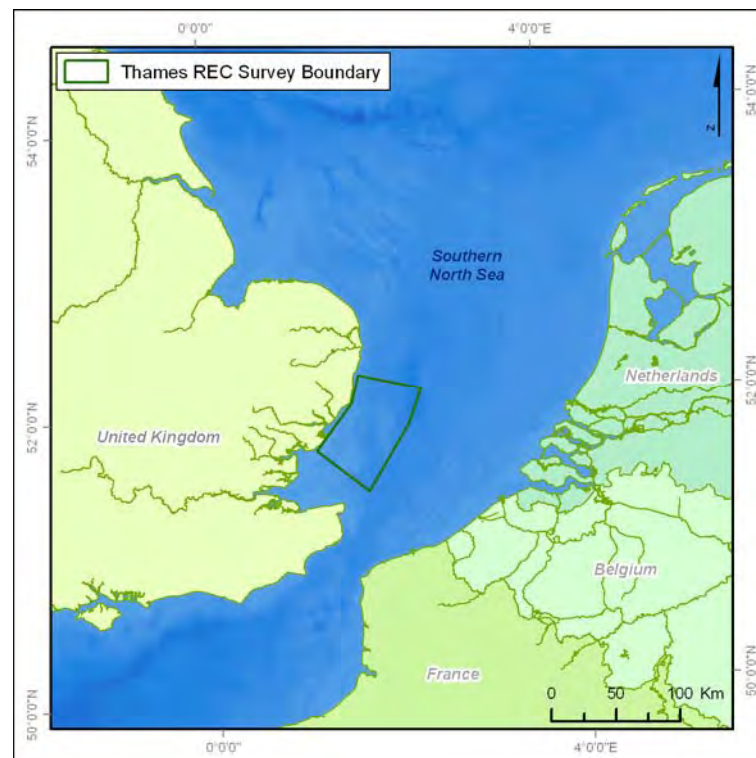 0°0'0"
4°0'0"E
Thames REC Survey Boundary
54°0'0"N
54°0'0"N
N
Southern
North Sea
Netherlands
52°0'0"N
52°0'0"N
United Kingdom
Belgium
France
0 50 100 Km
50°0'0"N
50°0'0"N
0°0'0"
4°0'0"E